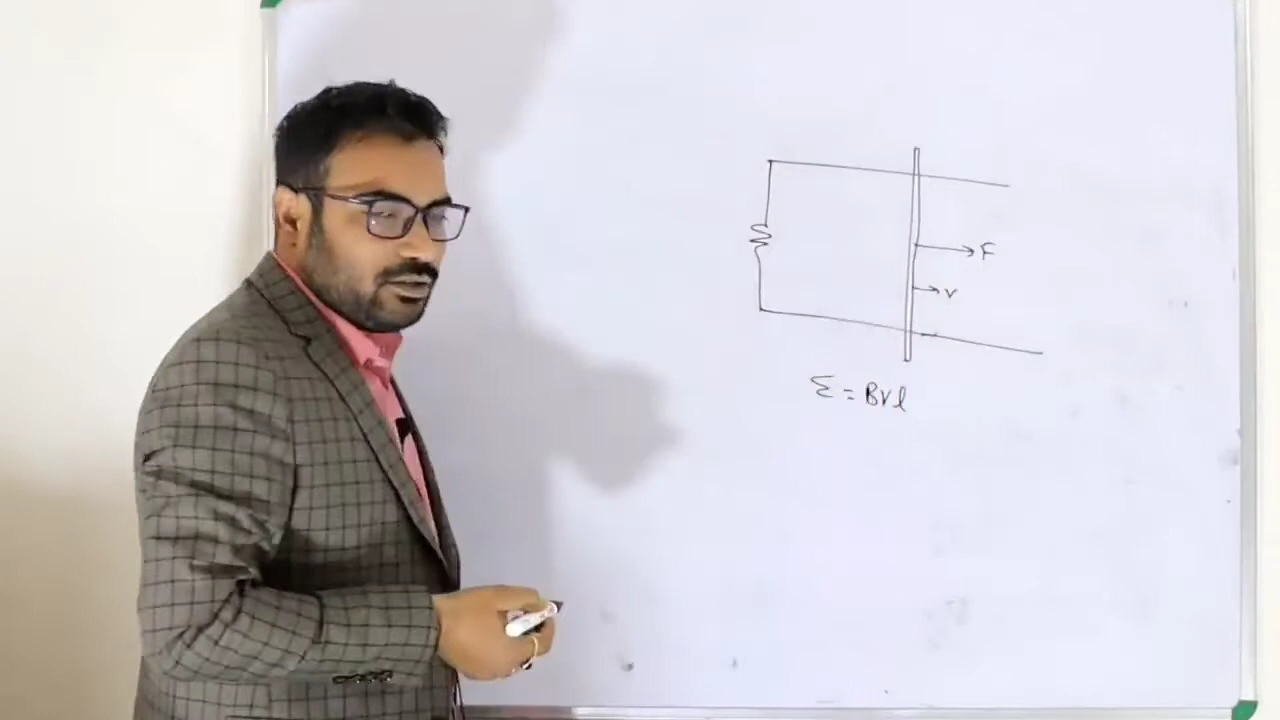 F
v
Σ = Bvl